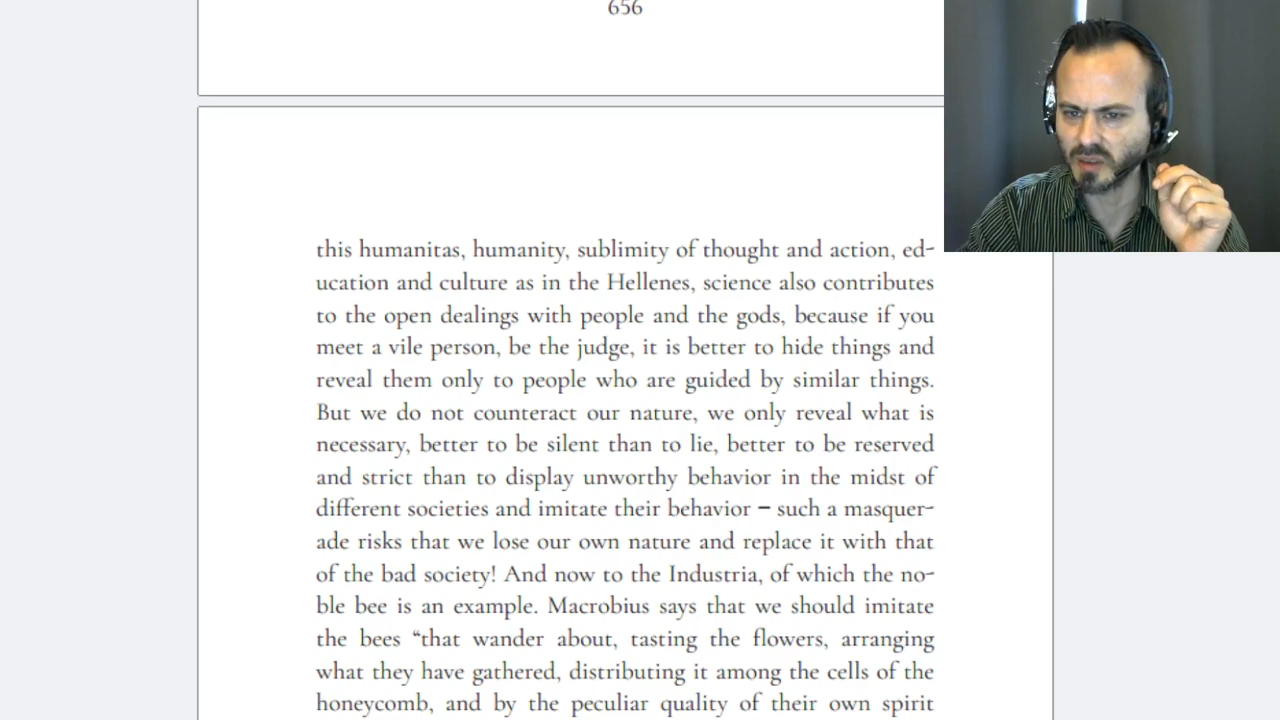 656
this humanitas, humanity, sublimity of thought and action, ed-
ucation and culture as in the Hellenes, science also contributes
to the open dealings with people and the gods, because if you
meet a vile person, be the judge, it is better to hide things and
reveal them only to people who are guided by similar things.
But we do not counteract our nature, we only reveal what is
necessary, better to be silent than to lie, better to be reserved
and strict than to display unworthy behavior in the midst of
different societies and imitate their behavior – such a masquer-
ade risks that we lose our own nature and replace it with that
of the bad society! And now to the Industria, of which the no-
ble bee is an example. Macrobius says that we should imitate
the bees “that wander about, tasting the flowers, arranging
what they have gathered, distributing it among the cells of the
honeycomb, and by the peculiar quality of their own spirit